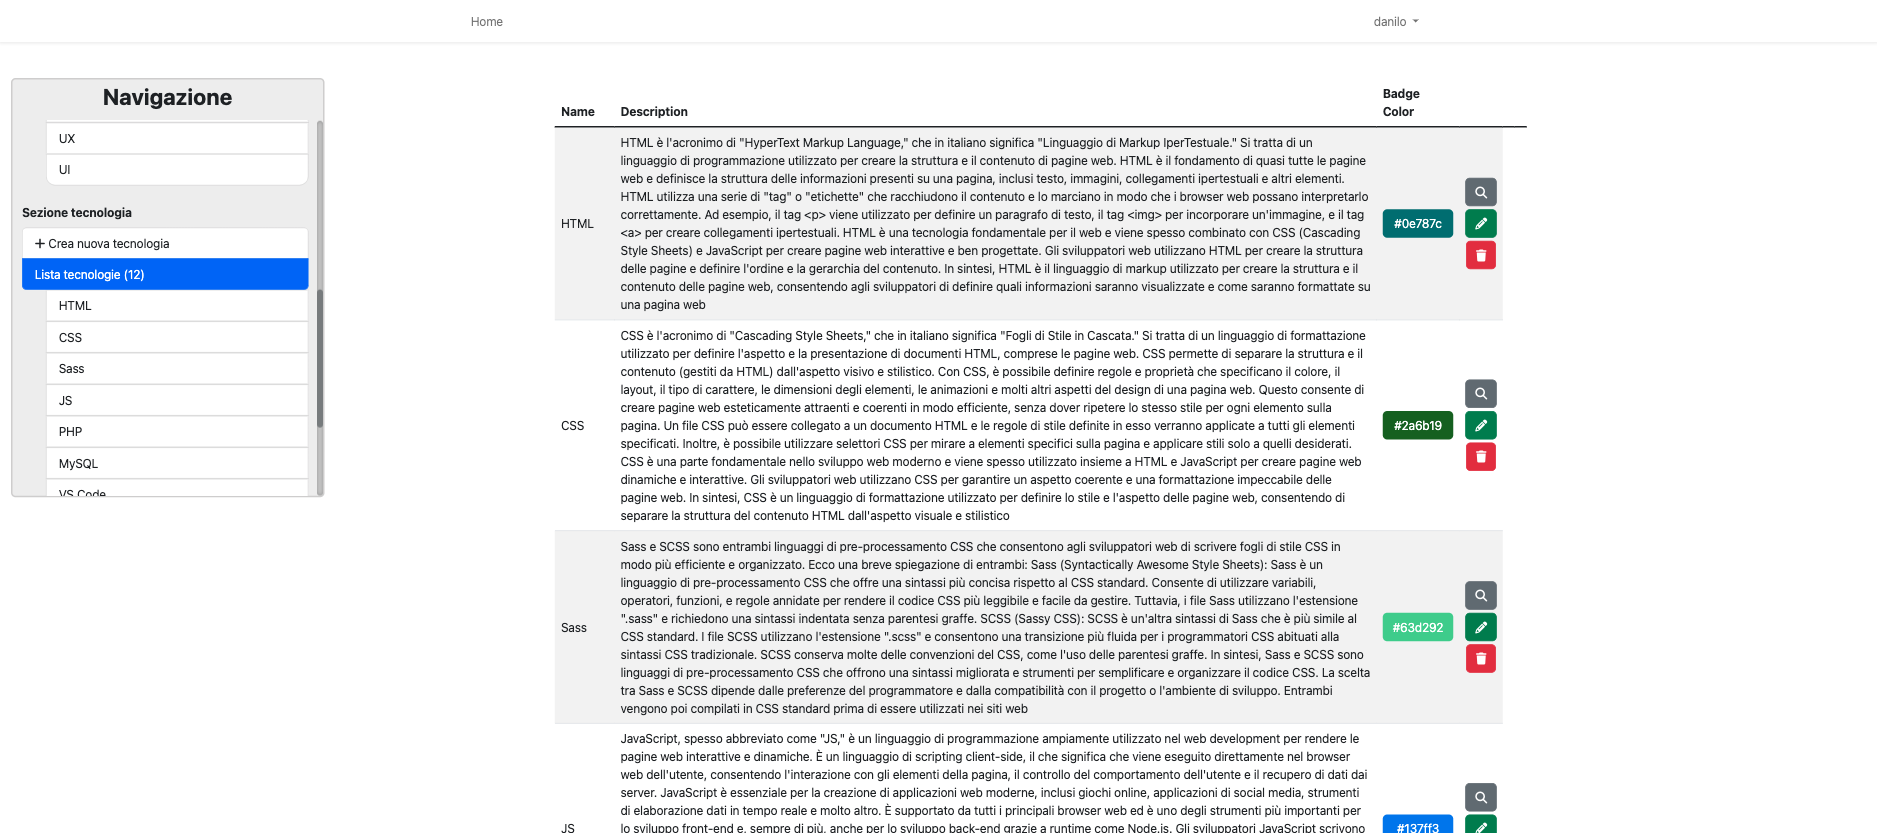 Home
danilo
Navigazione
UX
UI
Sezione tecnologia
Crea nuova tecnologia
Lista tecnologie (12)
HTML
CSS
Sass
JS
PHP
MySQL
VS Code
Name
Description
Badge
Color
HTML
HTML è l'acronimo di "HyperText Markup Language," che in italiano significa "Linguaggio di Markup IperTestuale." Si tratta di un
linguaggio di programmazione utilizzato per creare la struttura e il contenuto di pagine web. HTML è il fondamento di quasi tutte le pagine
web e definisce la struttura delle informazioni presenti su una pagina, inclusi testo, immagini, collegamenti ipertestuali e altri elementi.
HTML utilizza una serie di "tag" o "etichette" che racchiudono il contenuto e lo marciano in modo che i browser web possano interpretarlo
correttamente. Ad esempio, il tag <p> viene utilizzato per definire un paragrafo di testo, il tag <img> per incorporare un'immagine, e il tag
<a> per creare collegamenti ipertestuali. HTML è una tecnologia fondamentale per il web e viene spesso combinato con CSS (Cascading
Style Sheets) e JavaScript per creare pagine web interattive e ben progettate. Gli sviluppatori web utilizzano HTML per creare la struttura
delle pagine e definire l'ordine e la gerarchia del contenuto. In sintesi, HTML è il linguaggio di markup utilizzato per creare la struttura e il
contenuto delle pagine web, consentendo agli sviluppatori di definire quali informazioni saranno visualizzate e come saranno formattate su
una pagina web
#0e787c
CSS
CSS è l'acronimo di "Cascading Style Sheets," che in italiano significa "Fogli di Stile in Cascata." Si tratta di un linguaggio di formattazione
utilizzato per definire l'aspetto e la presentazione di documenti HTML, comprese le pagine web. CSS permette di separare la struttura e il
contenuto (gestiti da HTML) dall'aspetto visivo e stilistico. Con CSS, è possibile definire regole e proprietà che specificano il colore, il
layout, il tipo di carattere, le dimensioni degli elementi, le animazioni e molti altri aspetti del design di una pagina web. Questo consente di
creare pagine web esteticamente attraenti e coerenti in modo efficiente, senza dover ripetere lo stesso stile per ogni elemento sulla
pagina. Un file CSS può essere collegato a un documento HTML e le regole di stile definite in esso verranno applicate a tutti gli elementi
specificati. Inoltre, è possibile utilizzare selettori CSS per mirare a elementi specifici sulla pagina e applicare stili solo a quelli desiderati.
CSS è una parte fondamentale nello sviluppo web moderno e viene spesso utilizzato insieme a HTML e JavaScript per creare pagine web
dinamiche e interattive. Gli sviluppatori web utilizzano CSS per garantire un aspetto coerente e una formattazione impeccabile delle
pagine web. In sintesi, CSS è un linguaggio di formattazione utilizzato per definire lo stile e l'aspetto delle pagine web, consentendo di
separare la struttura del contenuto HTML dall'aspetto visuale e stilistico
#2a6b19
Sass
Sass e SCSS sono entrambi linguaggi di pre-processamento CSS che consentono agli sviluppatori web di scrivere fogli di stile CSS in
modo più efficiente e organizzato. Ecco una breve spiegazione di entrambi: Sass (Syntactically Awesome Style Sheets): Sass è un
linguaggio di pre-processamento CSS che offre una sintassi più concisa rispetto al CSS standard. Consente di utilizzare variabili,
operatori, funzioni, e regole annidate per rendere il codice CSS più leggibile e facile da gestire. Tuttavia, i file Sass utilizzano l'estensione
".sass" e richiedono una sintassi indentata senza parentesi graffe. SCSS (Sassy CSS): SCSS è un'altra sintassi di Sass che è più simile al
CSS standard. I file SCSS utilizzano l'estensione ".scss" e consentono una transizione più fluida per i programmatori CSS abituati alla
sintassi CSS tradizionale. SCSS conserva molte delle convenzioni del CSS, come l'uso delle parentesi graffe. In sintesi, Sass e SCSS sono
linguaggi di pre-processamento CSS che offrono una sintassi migliorata e strumenti per semplificare e organizzare il codice CSS. La scelta
tra Sass e SCSS dipende dalle preferenze del programmatore e dalla compatibilità con il progetto o l'ambiente di sviluppo. Entrambi
vengono poi compilati in CSS standard prima di essere utilizzati nei siti web
#63d292
JS
JavaScript, spesso abbreviato come "JS," è un linguaggio di programmazione ampiamente utilizzato nel web development per rendere le
pagine web interattive e dinamiche. È un linguaggio di scripting client-side, il che significa che viene eseguito direttamente nel browser
web dell'utente, consentendo l'interazione con gli elementi della pagina, il controllo del comportamento dell'utente e il recupero di dati dai
server. JavaScript è essenziale per la creazione di applicazioni web moderne, inclusi giochi online, applicazioni di social media, strumenti
di elaborazione dati in tempo reale e molto altro. È supportato da tutti i principali browser web ed è uno degli strumenti più importanti per
lo sviluppo front-end e, sempre di più, anche per lo sviluppo back-end grazie a runtime come Node.js. Gli sviluppatori JavaScript scrivono
#137ff3